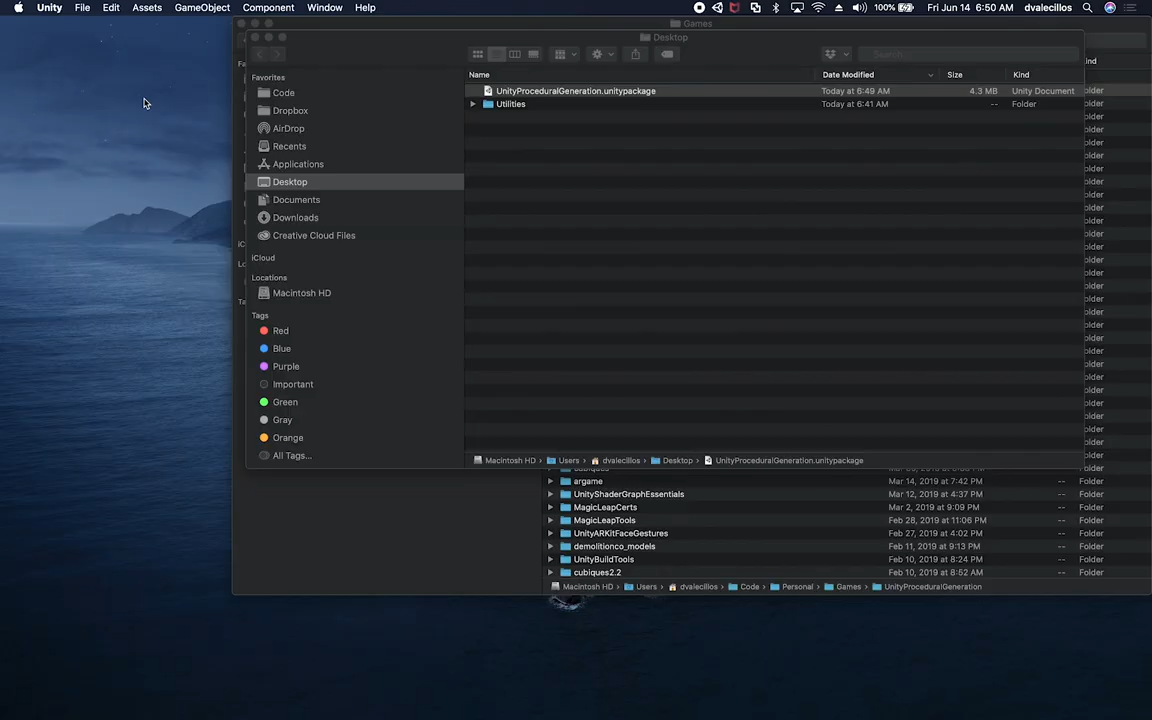 Unity File Edit Assets GameObject Component Window Help 100% Fri Jun 14 6:50 AM dvalecillos
Games
Desktop
Search
Favorites
Code
Dropbox
AirDrop
Recents
Applications
Desktop
Documents
Downloads
Creative Cloud Files
iCloud
Locations
Macintosh HD
Tags
Red
Blue
Purple
Important
Green
Gray
Orange
All Tags...
Name Date Modified Size Kind
UnityProceduralGeneration.unitypackage Today at 6:49 AM 4.3 MB Unity Document
Utilities Today at 6:41 AM -- Folder
Macintosh HD › Users › dvalecillos › Desktop › UnityProceduralGeneration.unitypackage
argame Mar 14, 2019 at 7:42 PM -- Folder
UnityShaderGraphEssentials Mar 12, 2019 at 4:37 PM -- Folder
MagicLeapCerts Mar 2, 2019 at 9:09 PM -- Folder
MagicLeapTools Feb 28, 2019 at 11:06 PM -- Folder
UnityARKitFaceGestures Feb 27, 2019 at 4:02 PM -- Folder
demolitionco_models Feb 11, 2019 at 9:13 PM -- Folder
UnityBuildTools Feb 10, 2019 at 8:24 PM -- Folder
cubiques2.2 Feb 10, 2019 at 8:52 AM -- Folder
Macintosh HD › Users › dvalecillos › Code › Personal › Games › UnityProceduralGeneration